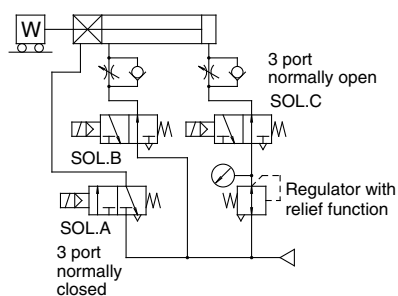 W
3 port
normally open
SOL.C
SOL.B
Regulator with
relief function
SOL.A
3 port
normally
closed